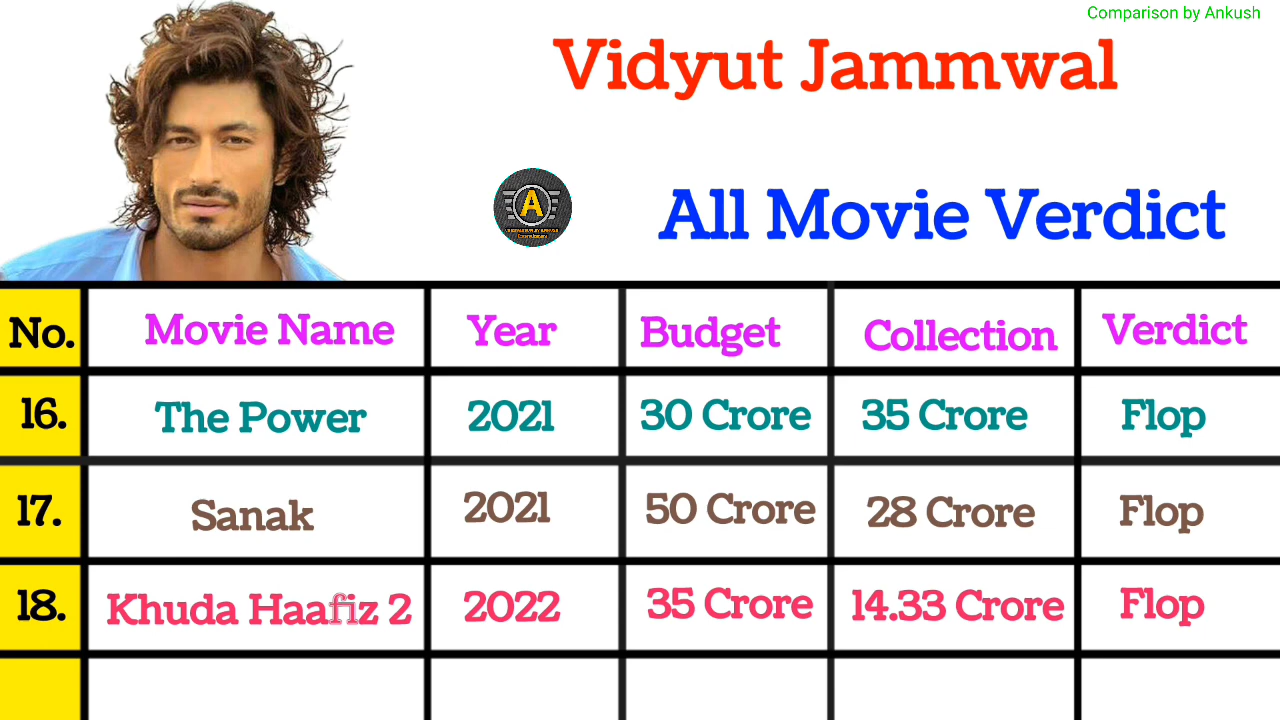 Comparison by Ankush
Vidyut Jammwal
A
All Movie Verdict
No. Movie Name Year Budget Collection Verdict
16. The Power 2021 30 Crore 35 Crore Flop
17. Sanak 2021 50 Crore 28 Crore Flop
18. Khuda Haafiz 2 2022 35 Crore 14.33 Crore Flop